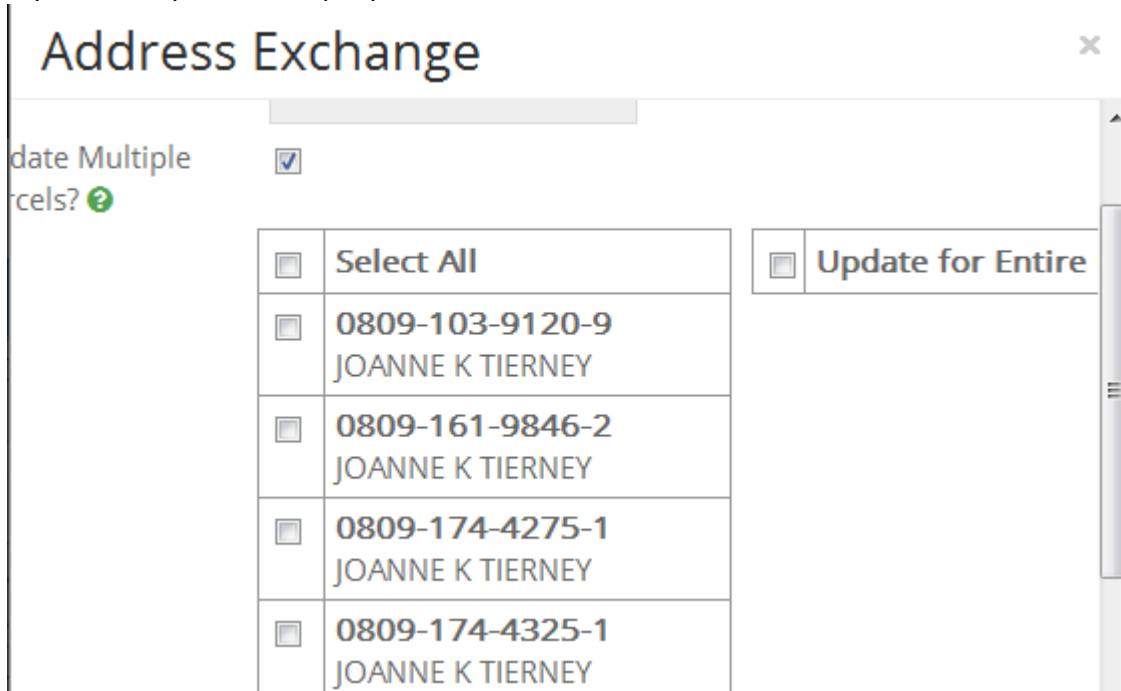 Address Exchange
date Multiple
cels?
Select All
Update for Entire
0809-103-9120-9
JOANNE K TIERNEY
0809-161-9846-2
JOANNE K TIERNEY
0809-174-4275-1
JOANNE K TIERNEY
0809-174-4325-1
JOANNE K TIERNEY